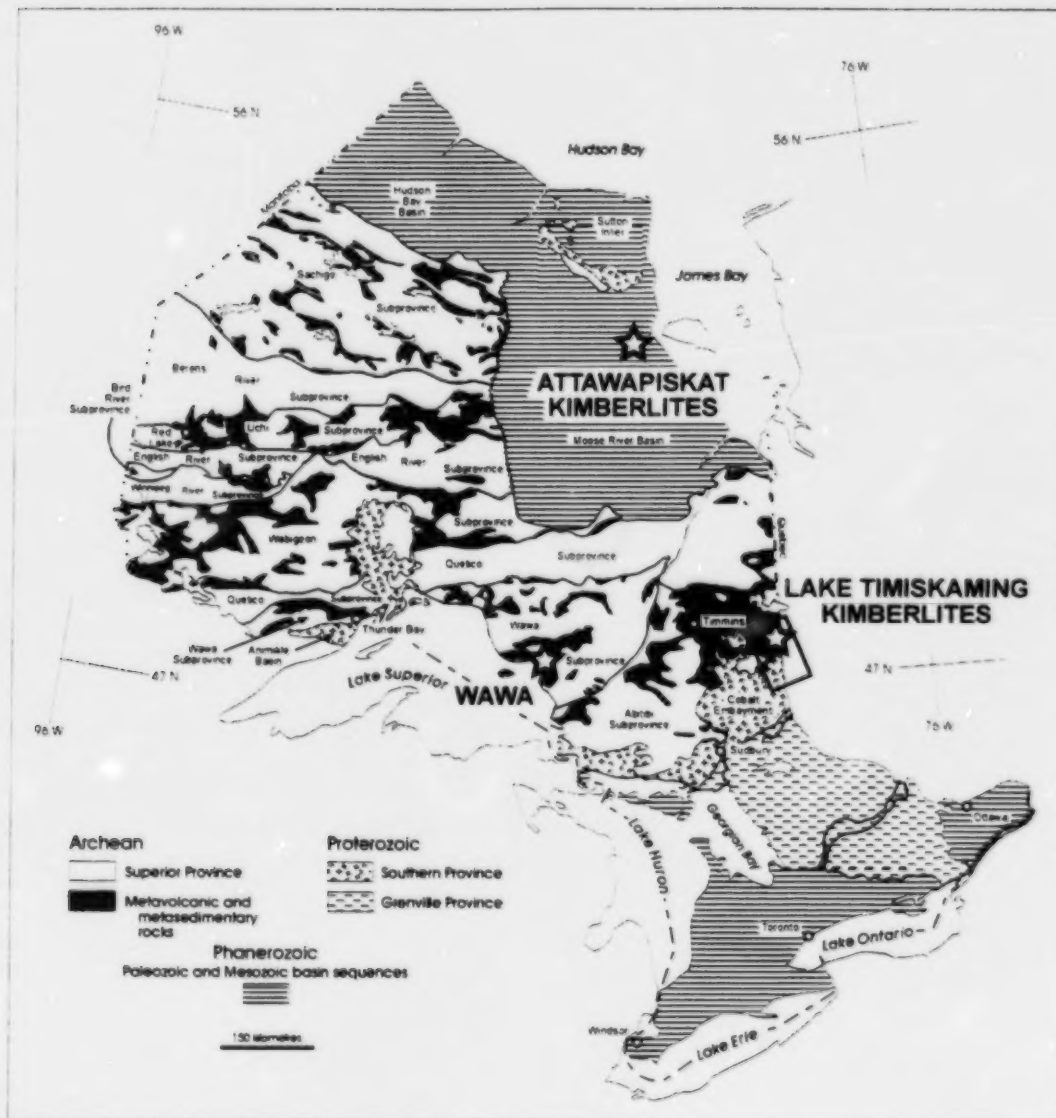 96 W
76 W
56 N
56 N
Hudson Bay
Manitoba
Hudson
Bay
Basin
Sutton
Inlier
James Bay
Sachigo
Subprovince
ATTAWAPISKAT
KIMBERLITES
Berens
River
Subprovince
Bird
River
Subprovince
Red
Lake
Uchi
Subprovince
Moose River Basin
English
River
Subprovince
English
River
Subprovince
Winnipeg
River
Subprovince
Wabigoon
Subprovince
Quebec
Quetico
Subprovince
LAKE TIMISKAMING
KIMBERLITES
Quetico
Subprovince
Timmins
Wawa
Thunder Bay
Wawa
Subprovince
Animikie
Basin
Subprovince
47 N
Lake Superior
WAWA
47 N
Cobalt
Embayment
Abitibi
Subprovince
96 W
76 W
Sudbury
Georgian Bay
Ottawa
Lake Huron
Archean
Proterozoic
Superior Province
Southern Province
Metavolcanic and
metasedimentary
rocks
Grenville Province
Toronto
Lake Ontario
Phanerozoic
Paleozoic and Mesozoic basin sequences
150 kilometres
Windsor
Lake Erie